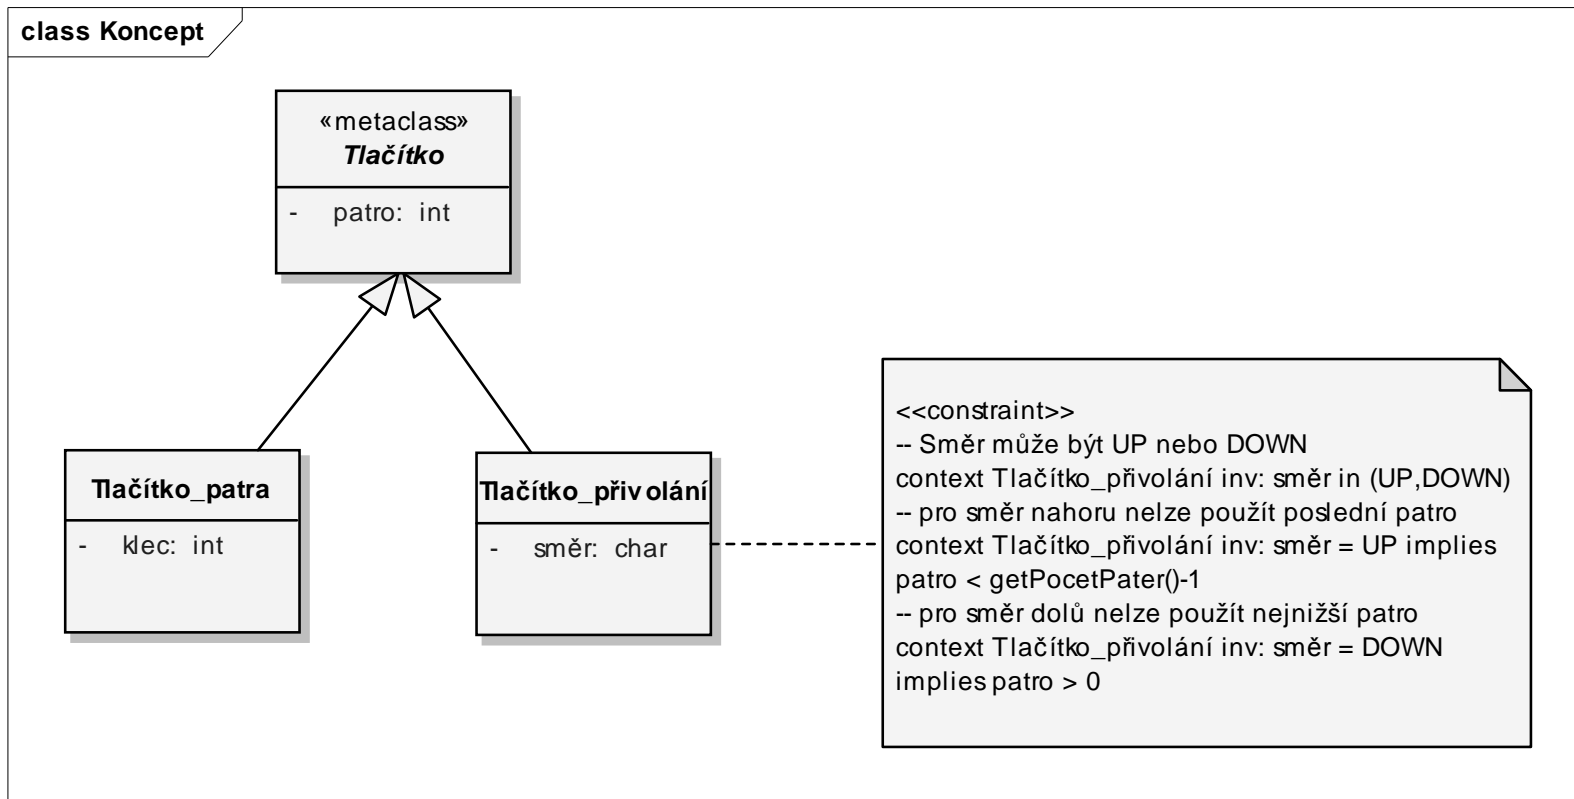 class Koncept
«metaclass»
Tlačítko
- patro: int
Tlačítko_patra
- klec: int
Tlačítko_přivolání
- směr: char
<<constraint>>
-- Směr může být UP nebo DOWN
context Tlačítko_přivolání inv: směr in (UP,DOWN)
-- pro směr nahoru nelze použít poslední patro
context Tlačítko_přivolání inv: směr = UP implies
patro < getPocetPater()-1
-- pro směr dolů nelze použít nejnižší patro
context Tlačítko_přivolání inv: směr = DOWN
implies patro > 0